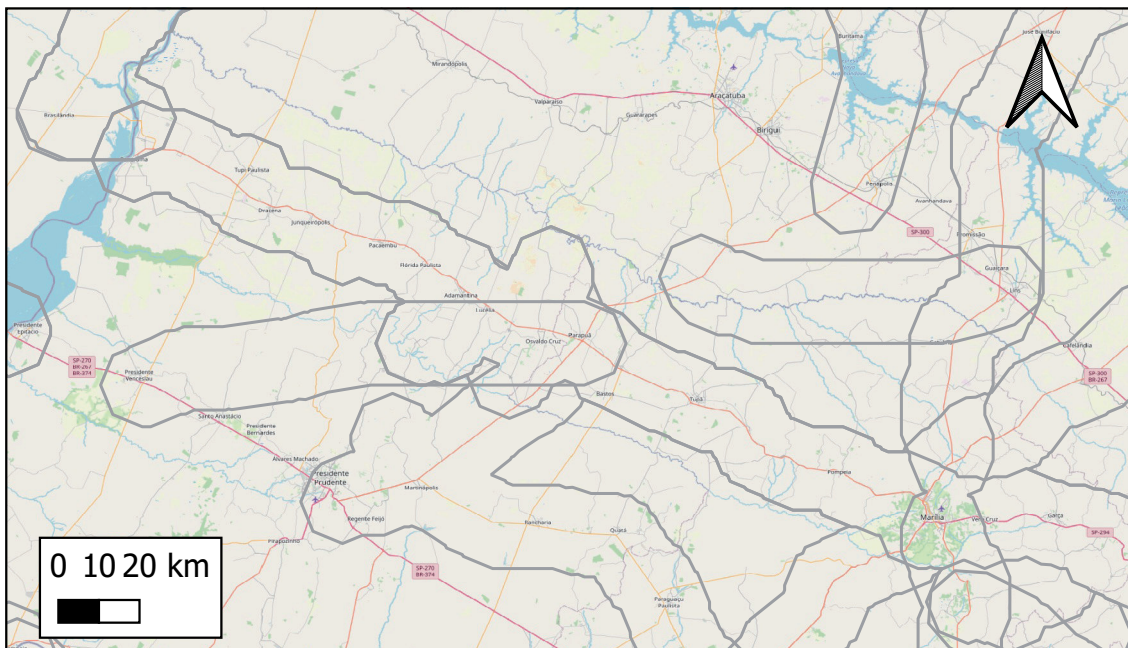 José Bonifácio
Buritama
Mirandópolis
Araçatuba
Valparaíso
Guararapes
Brasilândia
Birigui
Tupi Paulista
Penápolis
Avanhandava
Dracena
Junqueirópolis
SP-300
Promissão
Pacaembu
Flórida Paulista
Guaiçara
Lins
Adamantina
Lucélia
Presidente
Epitácio
Parapuã
Osvaldo Cruz
Cafelândia
SP-270
BR-267
BR-374
Presidente
Venceslau
SP-300
BR-267
Bastos
Tupã
Santo Anastácio
Presidente
Bernardes
Álvares Machado
Pompeia
Presidente
Prudente
Martinópolis
Regente Feijó
Rancharia
Quatá
Marília
Vera Cruz
Garça
SP-294
Pirapozinho
SP-270
BR-374
Paraguaçu
Paulista
0 10 20 km